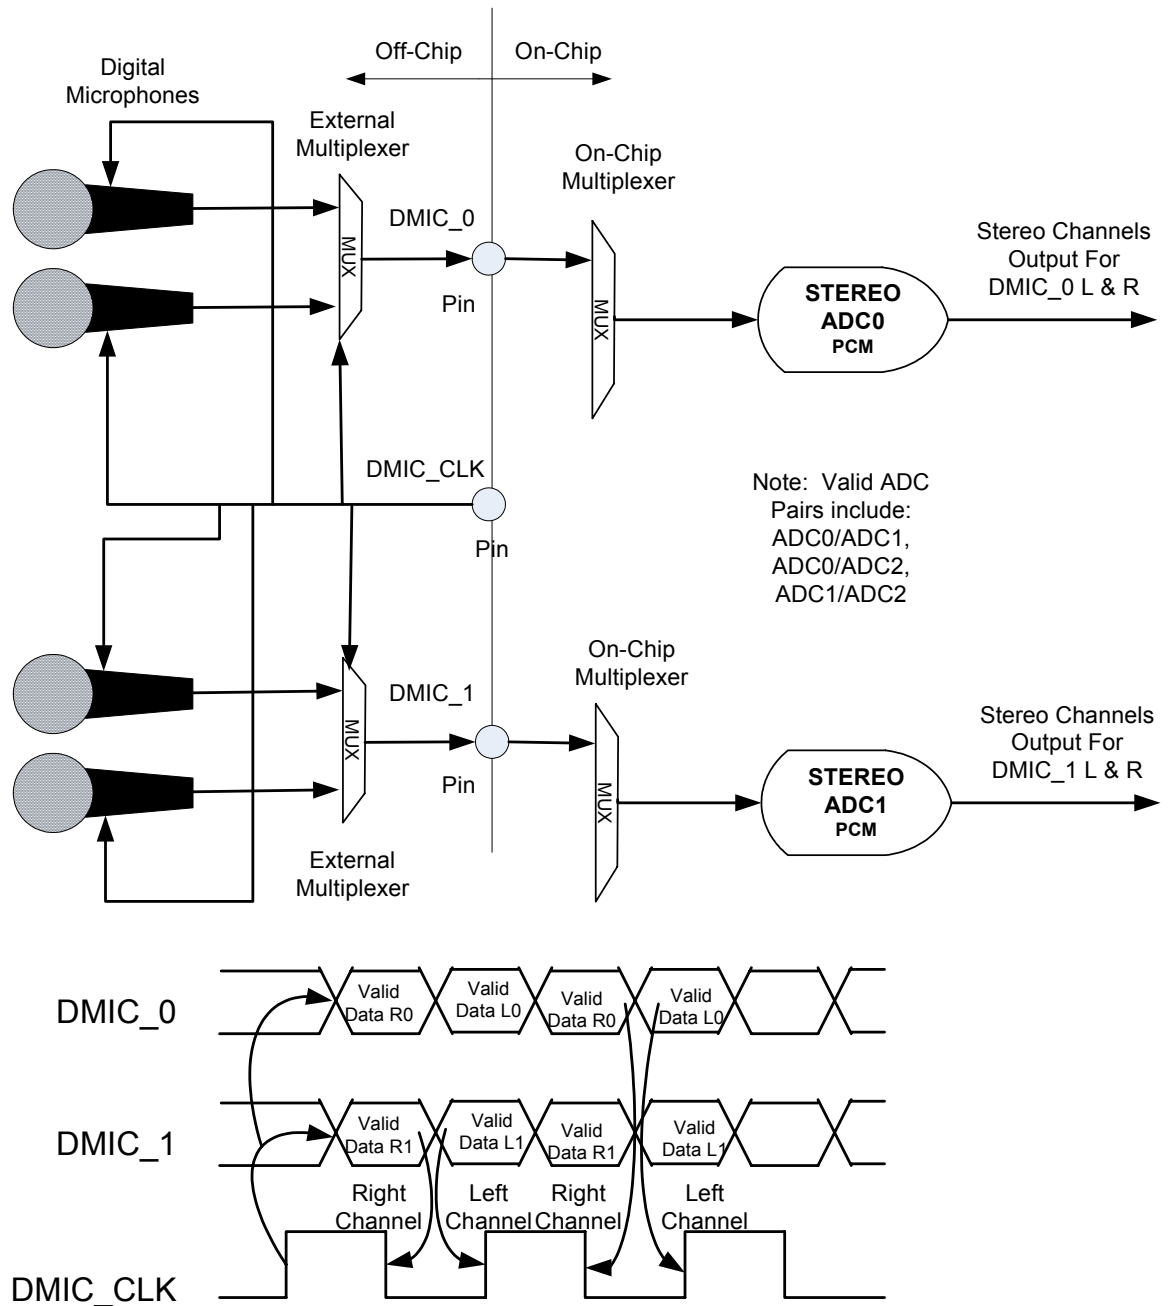 Off-Chip
On-Chip
Digital
Microphones
External
Multiplexer
On-Chip
Multiplexer
MUX
DMIC_0
Pin
MUX
STEREO
ADC0
PCM
Stereo Channels
Output For
DMIC_0 L & R
DMIC_CLK
Pin
Note:  Valid ADC
Pairs include:
ADC0/ADC1,
ADC0/ADC2,
ADC1/ADC2
On-Chip
Multiplexer
MUX
DMIC_1
Pin
MUX
STEREO
ADC1
PCM
Stereo Channels
Output For
DMIC_1 L & R
External
Multiplexer
DMIC_0
Valid
Data R0
Valid
Data L0
Valid
Data R0
Valid
Data L0
DMIC_1
Valid
Data R1
Valid
Data L1
Valid
Data R1
Valid
Data L1
Right
Channel
Left
Channel
Right
Channel
Left
Channel
DMIC_CLK